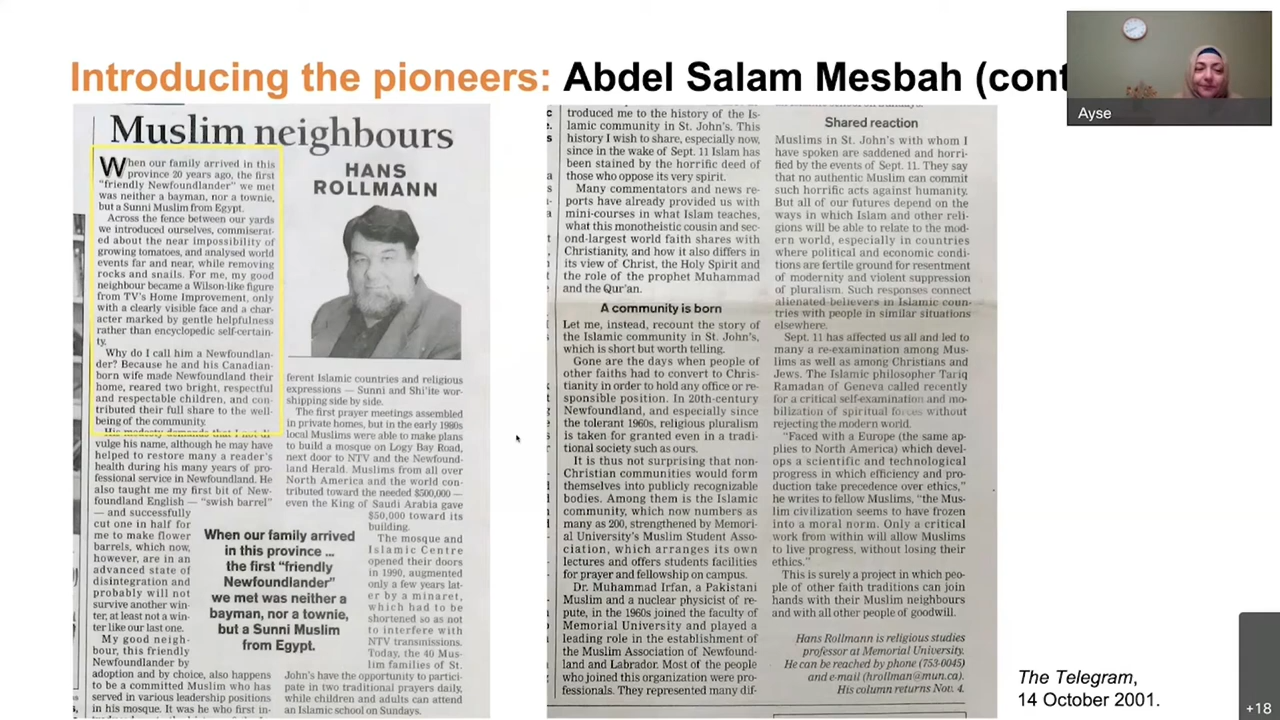 Introducing the pioneers: Abdel Salam Mesbah (cont
Ayse
Muslim neighbours
When our family arrived in this
province 20 years ago, the first
"friendly Newfoundlander" we met
was neither a bayman, nor a townie,
but a Sunni Muslim from Egypt.
Across the fence between our yards
we introduced ourselves, commiserat-
ed about the near impossibility of
growing tomatoes, and analysed world
events far and near, while removing
rocks and snails. For me, my good
neighbour became a Wilson-like figure
from TV's Home Improvement, only
with a clearly visible face and a char-
acter marked by gentle helpfulness
rather than encyclopedic self-certain-
ty.
Why do I call him a Newfoundlan-
der? Because he and his Canadian-
born wife made Newfoundland their
home, reared two bright, respectful
and respectable children, and con-
tributed their full share to the well-
being of the community.
His modesty demands that I not di-
vulge his name, although he may have
helped to restore many a reader's
health during his many years of pro-
fessional service in Newfoundland. He
also taught me my first bit of New-
foundland English — "swish barrel"
— and successfully
cut one in half for
me to make flower
barrels, which now,
however, are in an
advanced state of
disintegration and
probably will not
survive another win-
ter, at least not a win-
ter like our last one.
My good neigh-
bour, this friendly
Newfoundlander by
adoption and by choice, also happens
to be a committed Muslim who has
served in various leadership positions
in his mosque. It was he who first in-
HANS
ROLLMANN
ferent Islamic countries and religious
expressions — Sunni and Shi'ite wor-
shipping side by side.
The first prayer meetings assembled
in private homes, but in the early 1980s
local Muslims were able to make plans
to build a mosque on Logy Bay Road,
next door to NTV and the Newfound-
land Herald. Muslims from all over
North America and the world con-
tributed toward the needed $500,000 —
even the King of Saudi Arabia gave
$50,000 toward its
building.
The mosque and
Islamic Centre
opened their doors
in 1990, augmented
only a few years lat-
er by a minaret,
which had to be
shortened so as not
to interfere with
NTV transmissions.
Today, the 40 Mus-
lim families of St.
John's have the opportunity to partici-
pate in two traditional prayers daily,
while children and adults can attend
an Islamic school on Sundays.
When our family arrived
in this province ...
the first "friendly
Newfoundlander"
we met was neither a
bayman, nor a townie,
but a Sunni Muslim
from Egypt.
troduced me to the history of the Is-
lamic community in St. John's. This
history I wish to share, especially now,
since in the wake of Sept. 11 Islam has
been stained by the horrific deed of
those who oppose its very spirit.
Many commentators and news re-
ports have already provided us with
mini-courses in what Islam teaches,
what this monotheistic cousin and sec-
ond-largest world faith shares with
Christianity, and how it also differs in
its view of Christ, the Holy Spirit and
the role of the prophet Muhammad
and the Qur'an.
A community is born
Let me, instead, recount the story of
the Islamic community in St. John's,
which is short but worth telling.
Gone are the days when people of
other faiths had to convert to Chris-
tianity in order to hold any office or re-
sponsible position. In 20th-century
Newfoundland, and especially since
the tolerant 1960s, religious pluralism
is taken for granted even in a tradi-
tional society such as ours.
It is thus not surprising that non-
Christian communities would form
themselves into publicly recognizable
bodies. Among them is the Islamic
community, which now numbers as
many as 200, strengthened by Memori-
al University's Muslim Student Asso-
ciation, which arranges its own
lectures and offers students facilities
for prayer and fellowship on campus.
Dr. Muhammad Irfan, a Pakistani
Muslim and a nuclear physicist of re-
pute, in the 1960s joined the faculty of
Memorial University and played a
leading role in the establishment of
the Muslim Association of Newfound-
land and Labrador. Most of the people
who joined this organization were pro-
fessionals. They represented many dif-
Shared reaction
Muslims in St. John's with whom I
have spoken are saddened and horri-
fied by the events of Sept. 11. They say
that no authentic Muslim can commit
such horrific acts against humanity.
But all of our futures depend on the
ways in which Islam and other reli-
gions will be able to relate to the mod-
ern world, especially in countries
where political and economic condi-
tions are fertile ground for resentment
of modernity and violent suppression
of pluralism. Such responses connect
alienated believers in Islamic coun-
tries with people in similar situations
elsewhere.
Sept. 11 has affected us all and led to
many a re-examination among Mus-
lims as well as among Christians and
Jews. The Islamic philosopher Tariq
Ramadan of Geneva called recently
for a critical self-examination and mo-
bilization of spiritual forces without
rejecting the modern world.
"Faced with a Europe (the same ap-
plies to North America) which devel-
ops a scientific and technological
progress in which efficiency and pro-
duction take precedence over ethics,"
he writes to fellow Muslims, "the Mus-
lim civilization seems to have frozen
into a moral norm. Only a critical
work from within will allow Muslims
to live progress, without losing their
ethics."
This is surely a project in which peo-
ple of other faith traditions can join
hands with their Muslim neighbours
and with all other people of goodwill.
Hans Rollmann is religious studies
professor at Memorial University.
He can be reached by phone (753-0045)
and e-mail (hrollman@mun.ca).
His column returns Nov. 4.
The Telegram,
14 October 2001.
+18